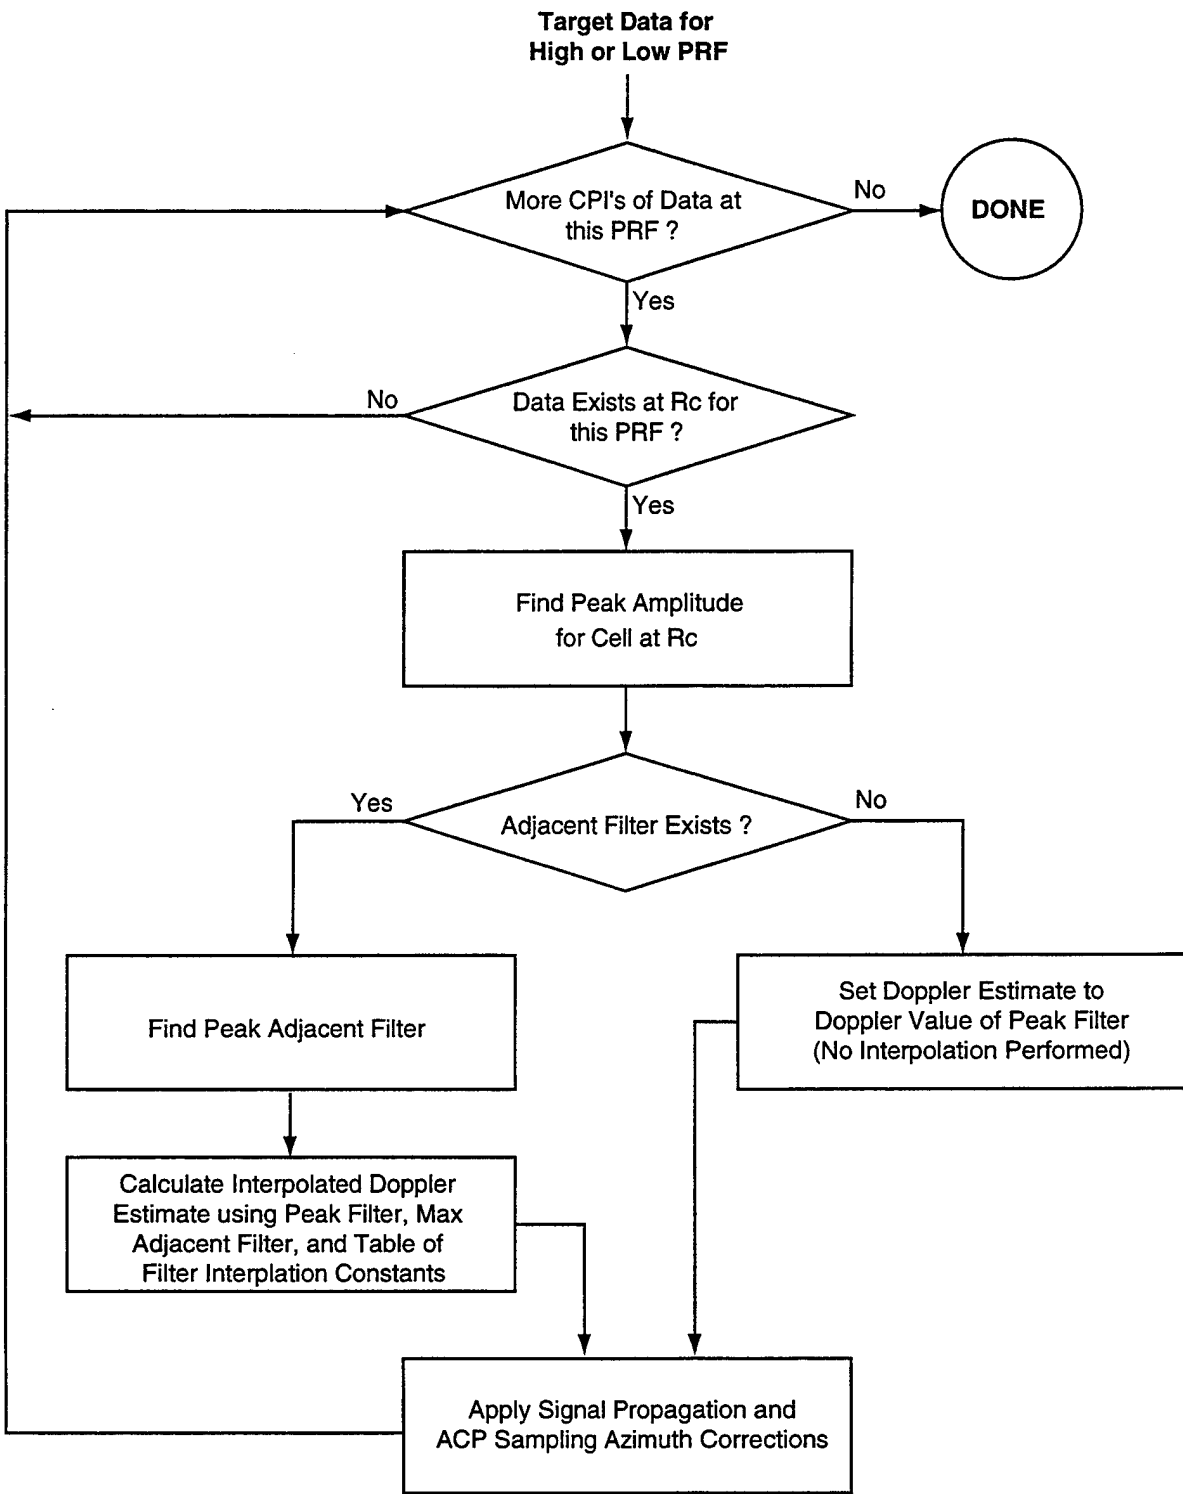 Target Data for
High or Low PRF
More CPI's of Data at
this PRF ?
No
DONE
Yes
Data Exists at Rc for
this PRF ?
No
Yes
Find Peak Amplitude
for Cell at Rc
Adjacent Filter Exists ?
Yes
No
Find Peak Adjacent Filter
Set Doppler Estimate to
Doppler Value of Peak Filter
(No Interpolation Performed)
Calculate Interpolated Doppler
Estimate using Peak Filter, Max
Adjacent Filter, and Table of
Filter Interplation Constants
Apply Signal Propagation and
ACP Sampling Azimuth Corrections